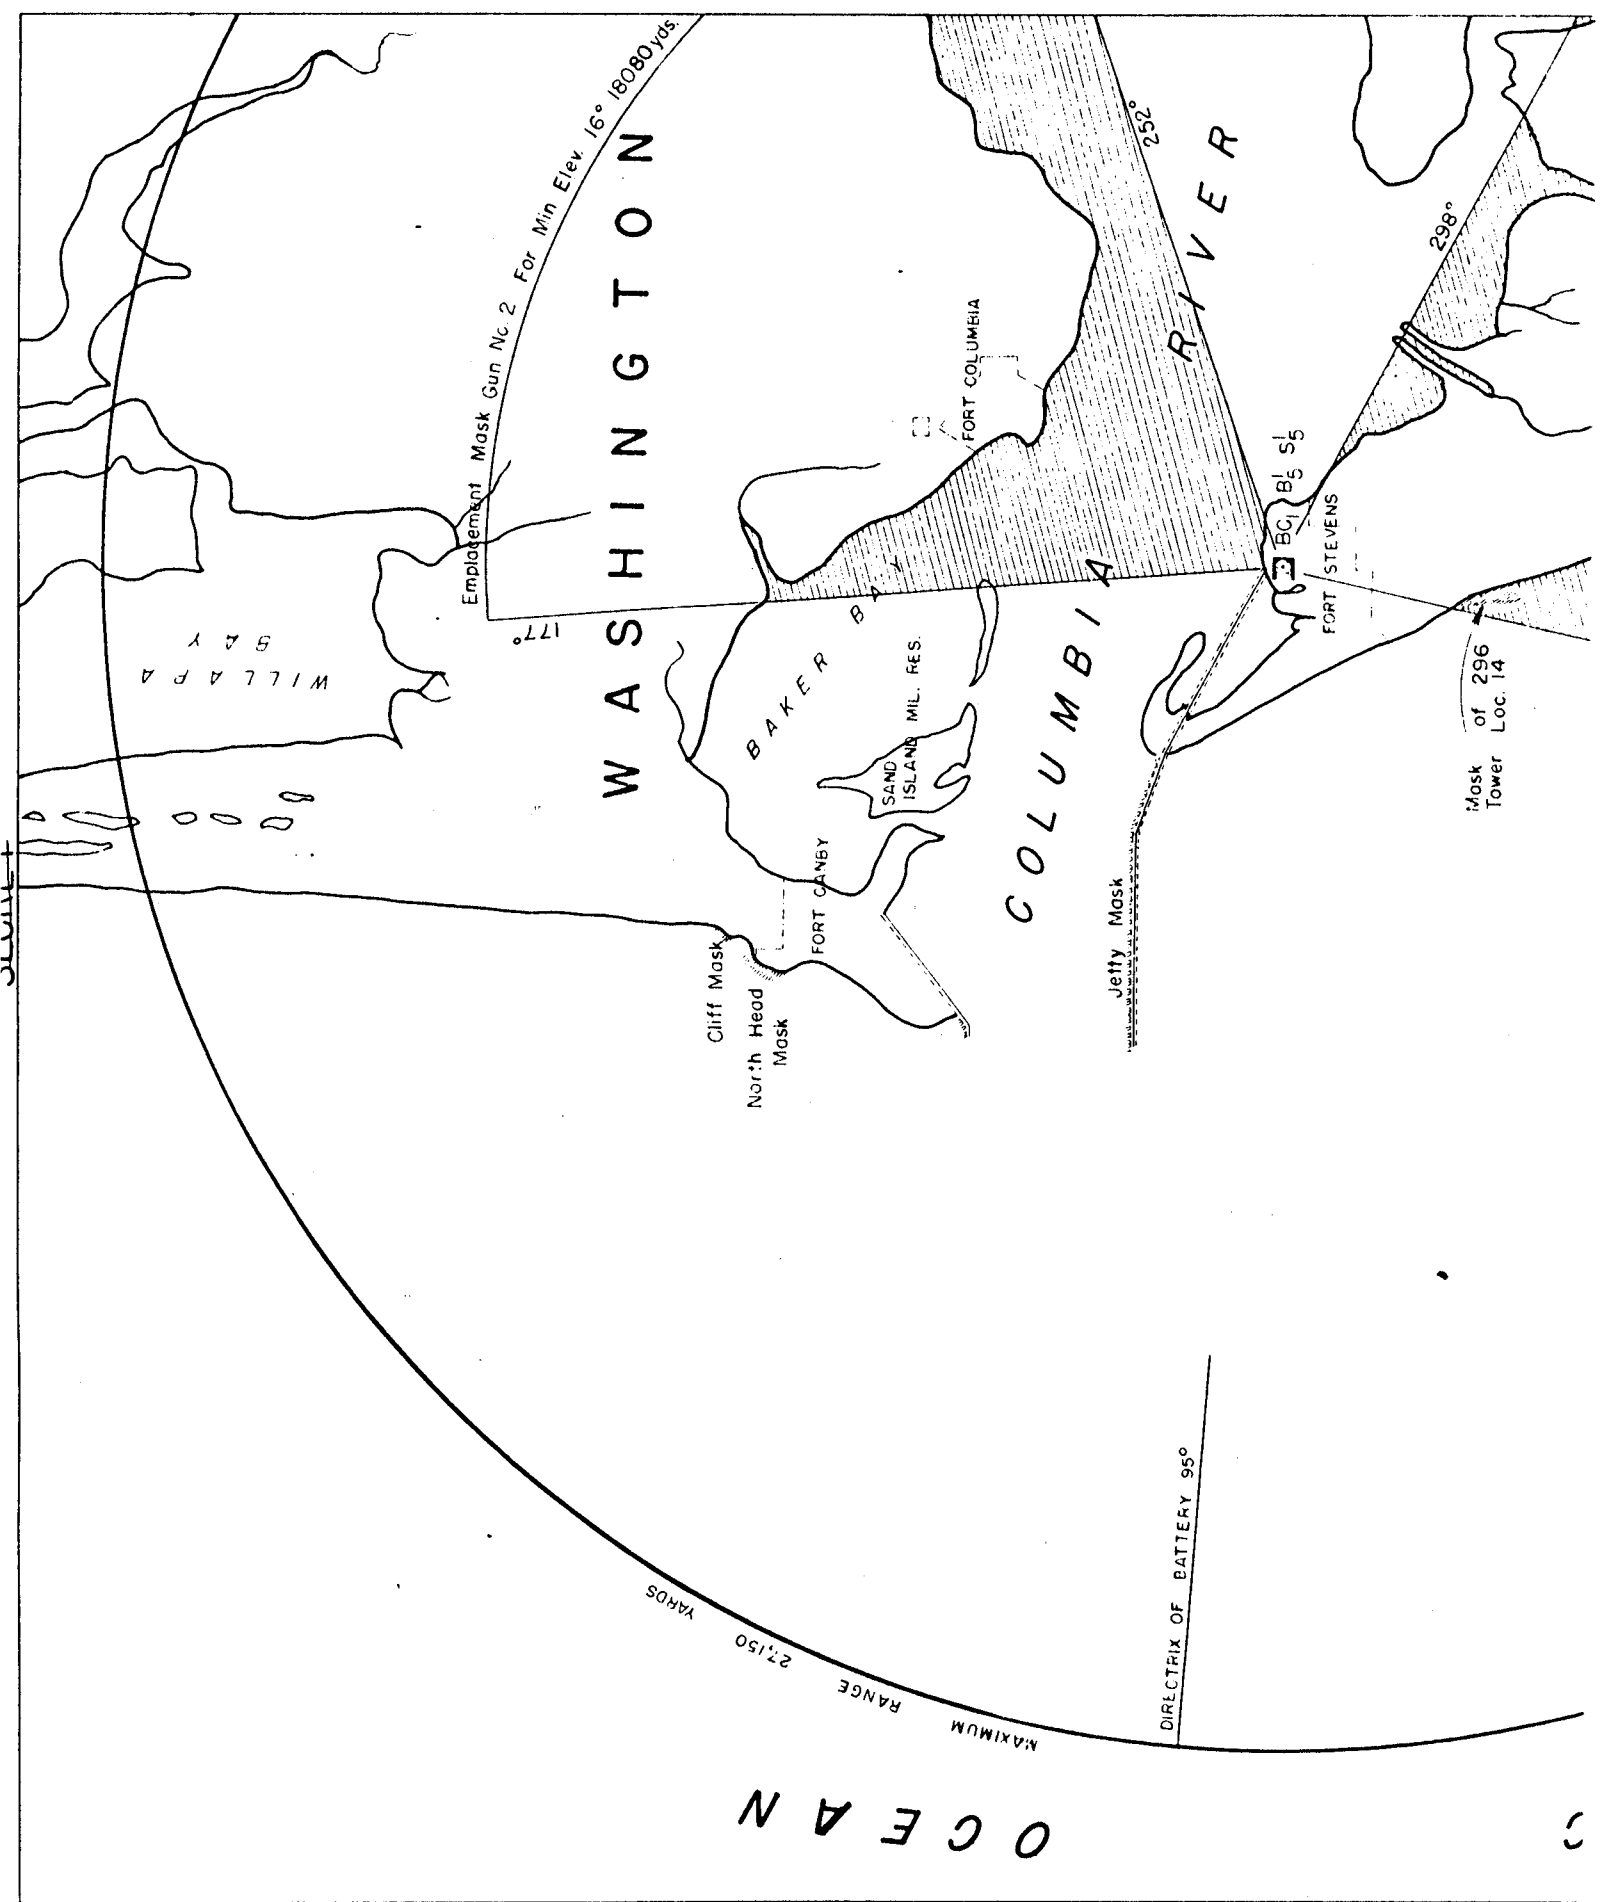 Emplacement Mask Gun No. 2 For Min Elev. 16° 18080 yds.
WASHINGTON
WILLAPA
BAY
177°
252°
298°
COLUMBIA RIVER
FORT COLUMBIA
BAKER BAY
SAND
ISLAND MIL. RES.
FORT CANBY
Cliff Mask
North Head
Mask
Jetty Mask
BC1 B1/5 S1/5
FORT STEVENS
Mask of 296
Tower Loc. 14
DIRECTRIX OF BATTERY 95°
MAXIMUM RANGE 27,150 YARDS
OCEAN